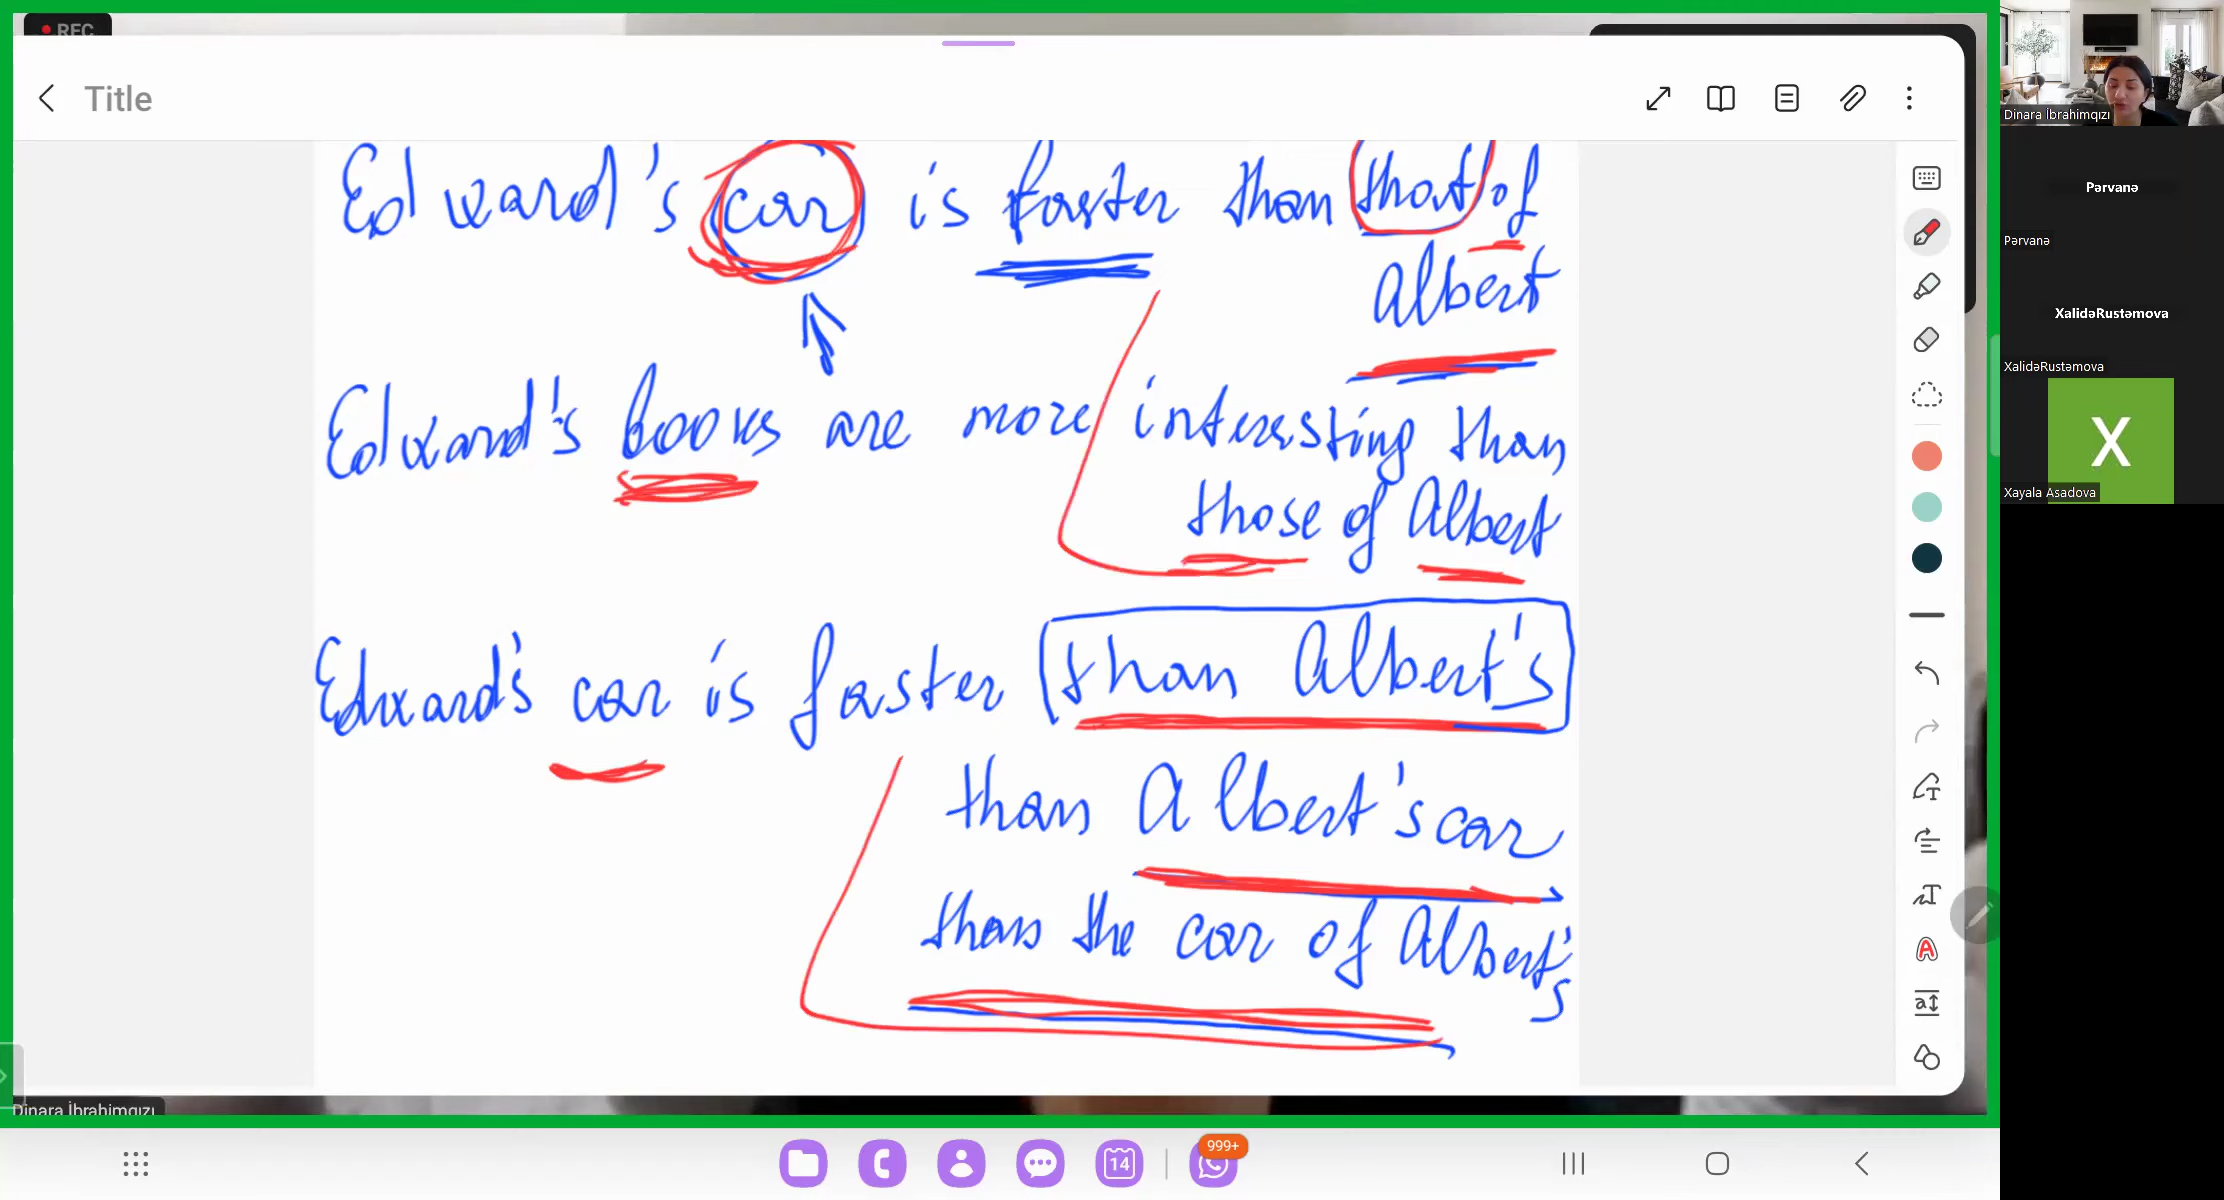 REC
Title
Edward's car is faster than that of
Albert
Edward's books are more interesting than
those of Albert
Edward's car is faster than Albert's
than Albert's car
than the car of Albert's
Dinara İbrahimqızı
14
999+
Dinara İbrahimqızı
Pərvanə
Pərvanə
XalidəRustəmova
XalidəRustəmova
X
Xayala Asadova